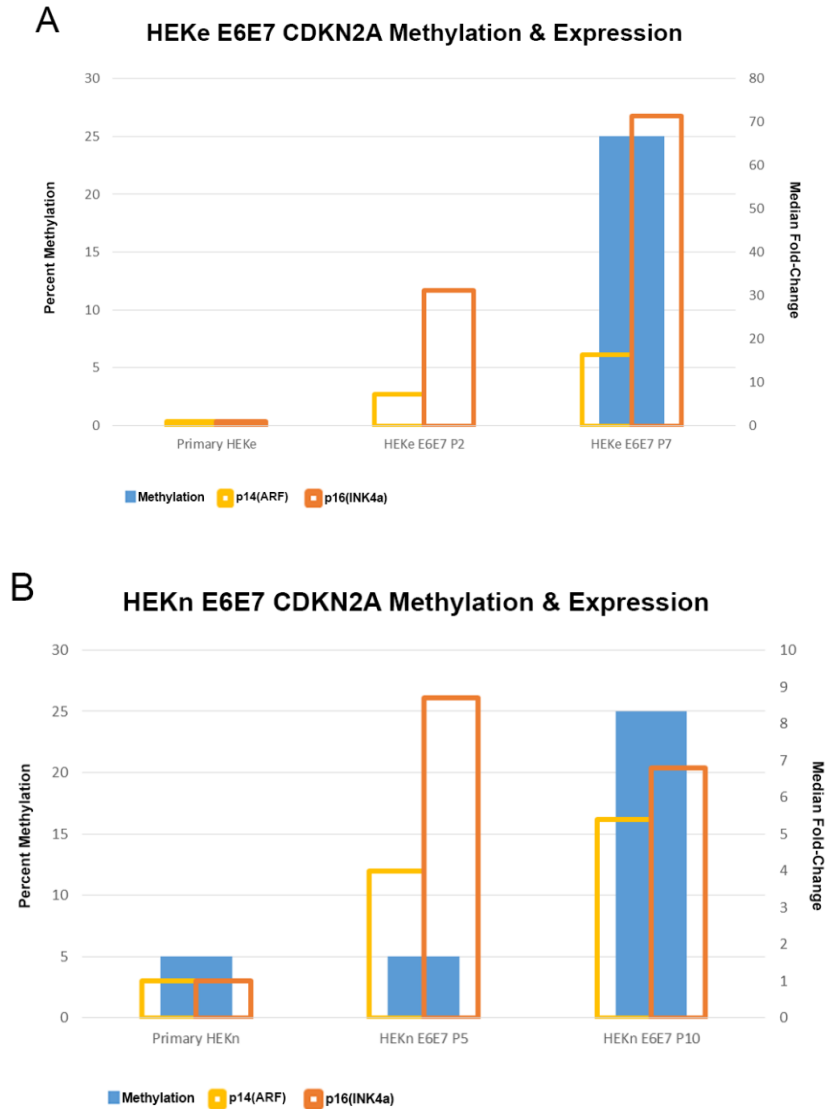 A
HEKe E6E7 CDKN2A Methylation & Expression
30
25
20
15
10
5
0
Percent Methylation
80
70
60
50
40
30
20
10
0
Median Fold-Change
Primary HEKe
HEKe E6E7 P2
HEKe E6E7 P7
Methylation p14(ARF) p16(INK4a)
B
HEKn E6E7 CDKN2A Methylation & Expression
30
25
20
15
10
5
0
Percent Methylation
10
9
8
7
6
5
4
3
2
1
0
Median Fold-Change
Primary HEKn
HEKn E6E7 P5
HEKn E6E7 P10
Methylation p14(ARF) p16(INK4a)